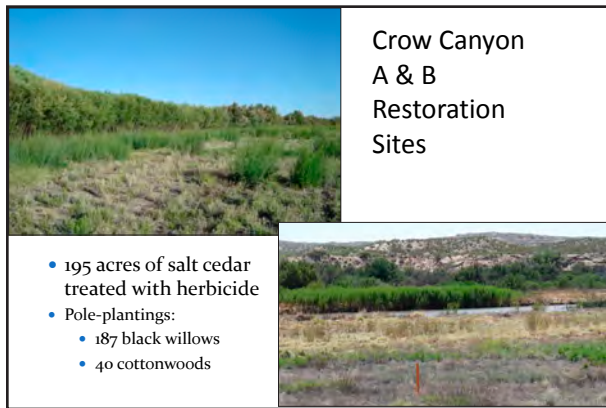 Crow Canyon
A & B
Restoration
Sites
• 195 acres of salt cedar
treated with herbicide
• Pole-plantings:
• 187 black willows
• 40 cottonwoods